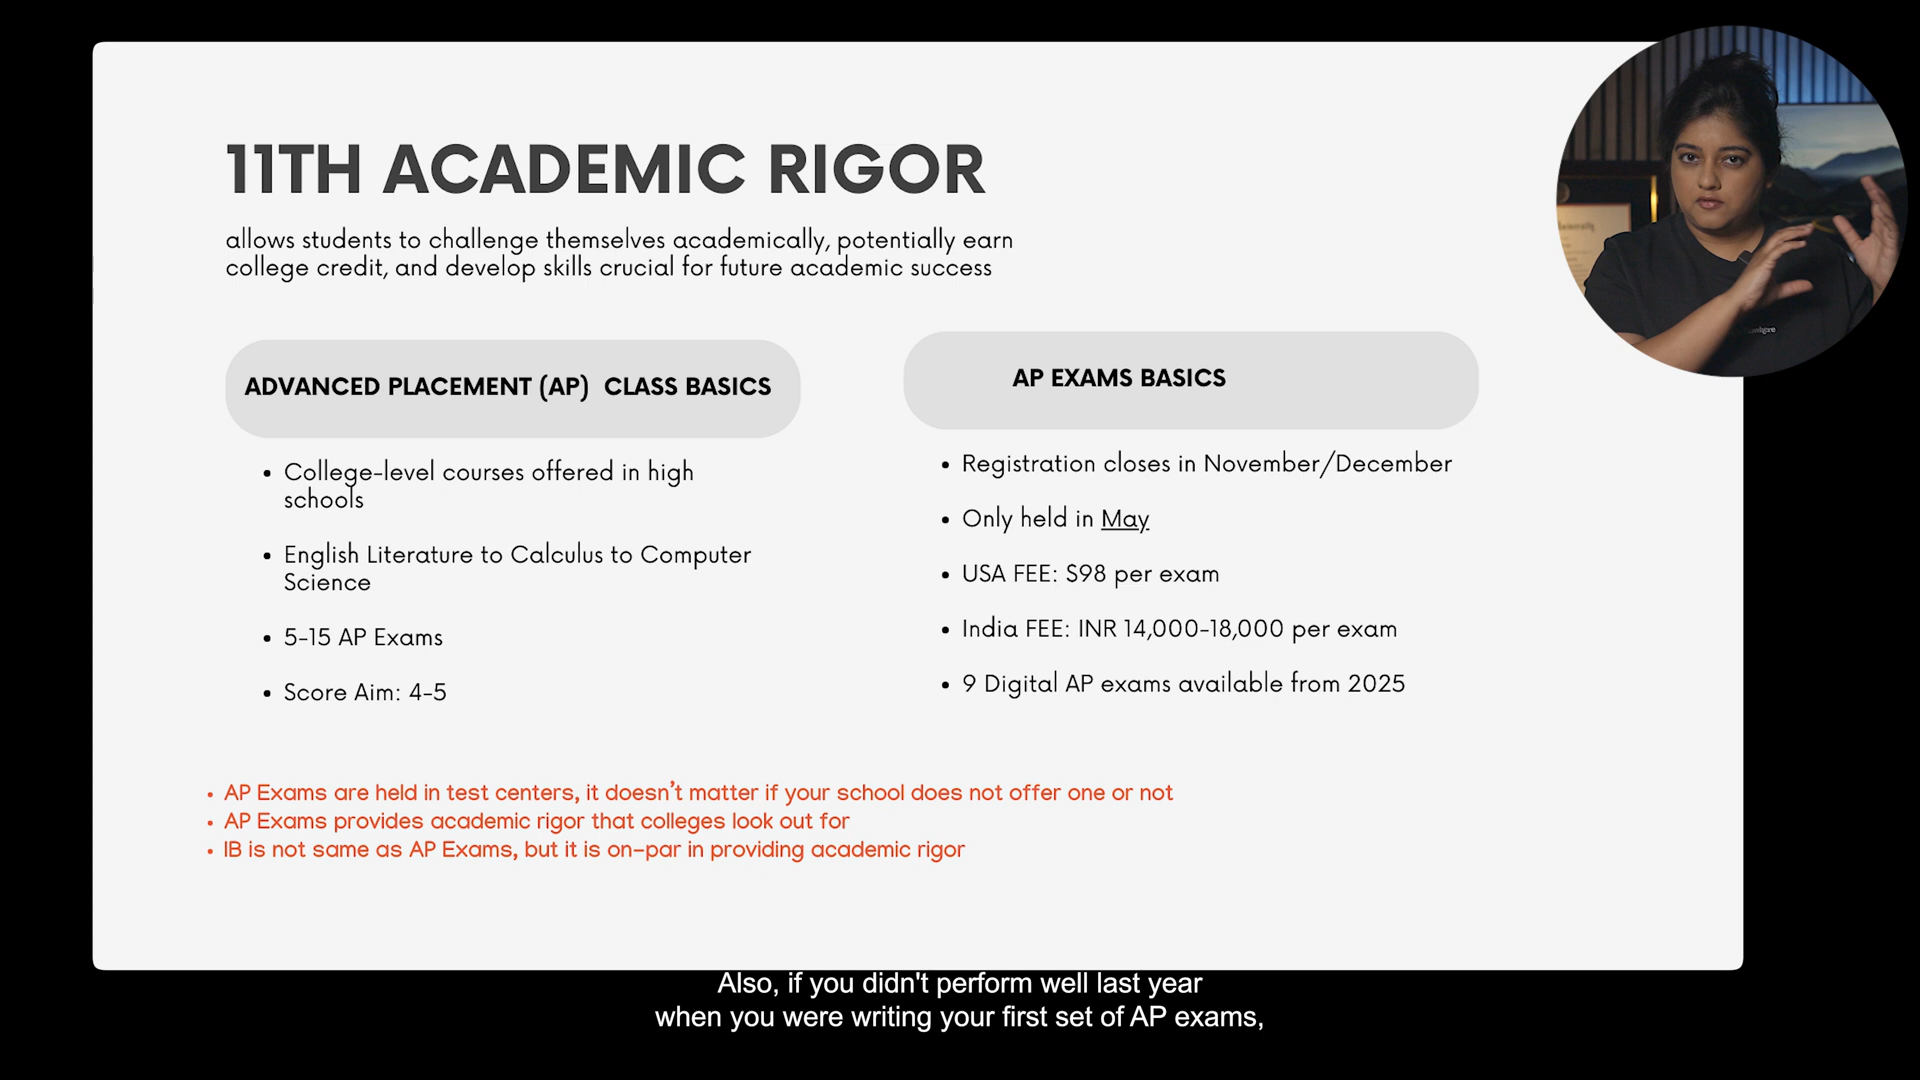 11TH ACADEMIC RIGOR
allows students to challenge themselves academically, potentially earn
college credit, and develop skills crucial for future academic success
ADVANCED PLACEMENT (AP) CLASS BASICS
• College-level courses offered in high
schools
• English Literature to Calculus to Computer
Science
• 5-15 AP Exams
• Score Aim: 4-5
AP EXAMS BASICS
• Registration closes in November/December
• Only held in May
• USA FEE: $98 per exam
• India FEE: INR 14,000-18,000 per exam
• 9 Digital AP exams available from 2025
• AP Exams are held in test centers, it doesn't matter if your school does not offer one or not
• AP Exams provides academic rigor that colleges look out for
• IB is not same as AP Exams, but it is on-par in providing academic rigor
Also, if you didn't perform well last year
when you were writing your first set of AP exams,